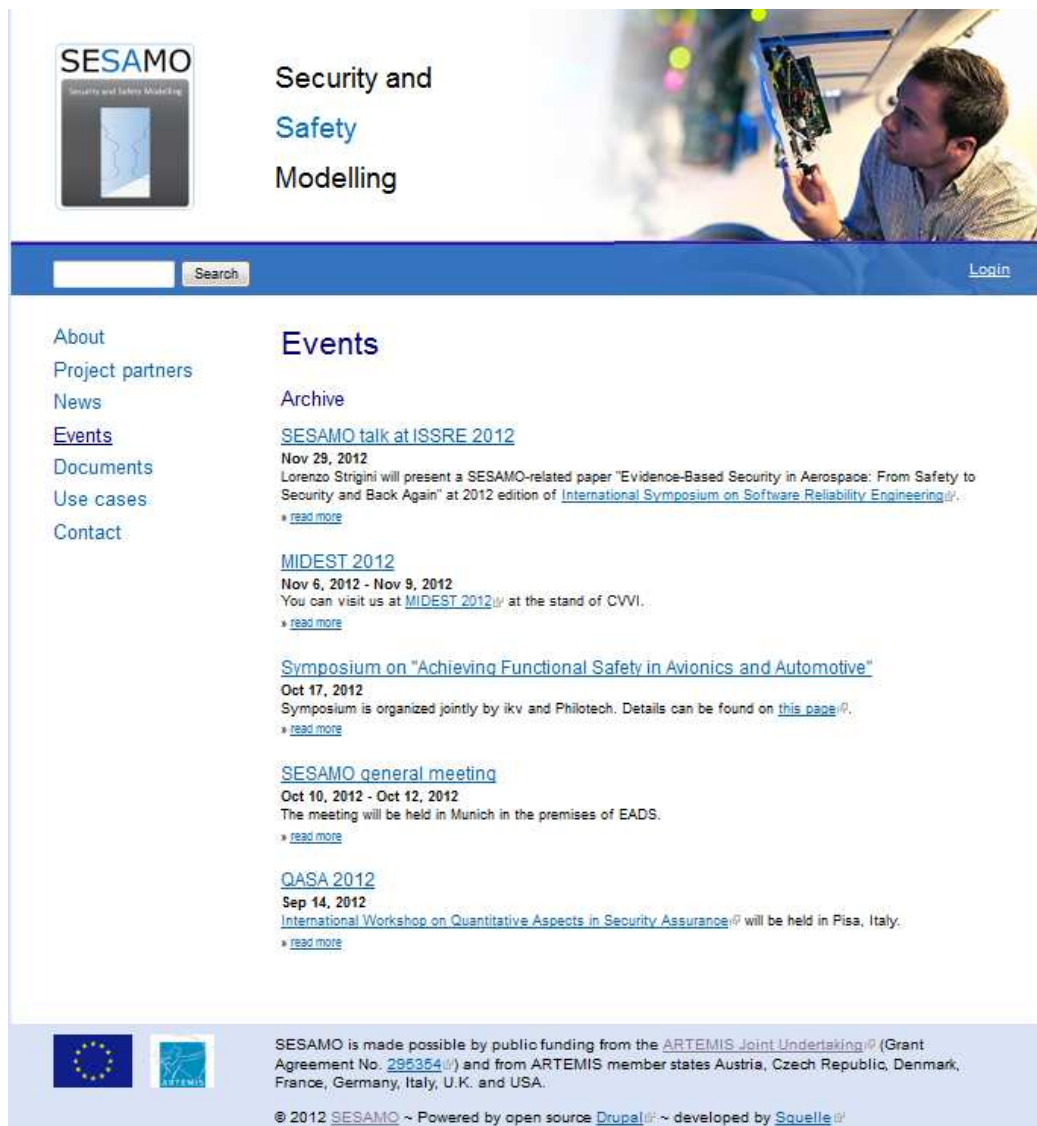 SESAMO
Security and Safety Modelling
Security and
Safety
Modelling
Search
Login
About
Project partners
News
Events
Documents
Use cases
Contact
Events
Archive
SESAMO talk at ISSRE 2012
Nov 29, 2012
Lorenzo Strigini will present a SESAMO-related paper "Evidence-Based Security in Aerospace: From Safety to
Security and Back Again" at 2012 edition of International Symposium on Software Reliability Engineering.
» read more
MIDEST 2012
Nov 6, 2012 - Nov 9, 2012
You can visit us at MIDEST 2012 at the stand of CVVI.
» read more
Symposium on "Achieving Functional Safety in Avionics and Automotive"
Oct 17, 2012
Symposium is organized jointly by ikv and Philotech. Details can be found on this page.
» read more
SESAMO general meeting
Oct 10, 2012 - Oct 12, 2012
The meeting will be held in Munich in the premises of EADS.
» read more
QASA 2012
Sep 14, 2012
International Workshop on Quantitative Aspects in Security Assurance will be held in Pisa, Italy.
» read more
ARTEMIS
SESAMO is made possible by public funding from the ARTEMIS Joint Undertaking (Grant
Agreement No. 295354) and from ARTEMIS member states Austria, Czech Republic, Denmark,
France, Germany, Italy, U.K. and USA.
© 2012 SESAMO ~ Powered by open source Drupal ~ developed by Squelle